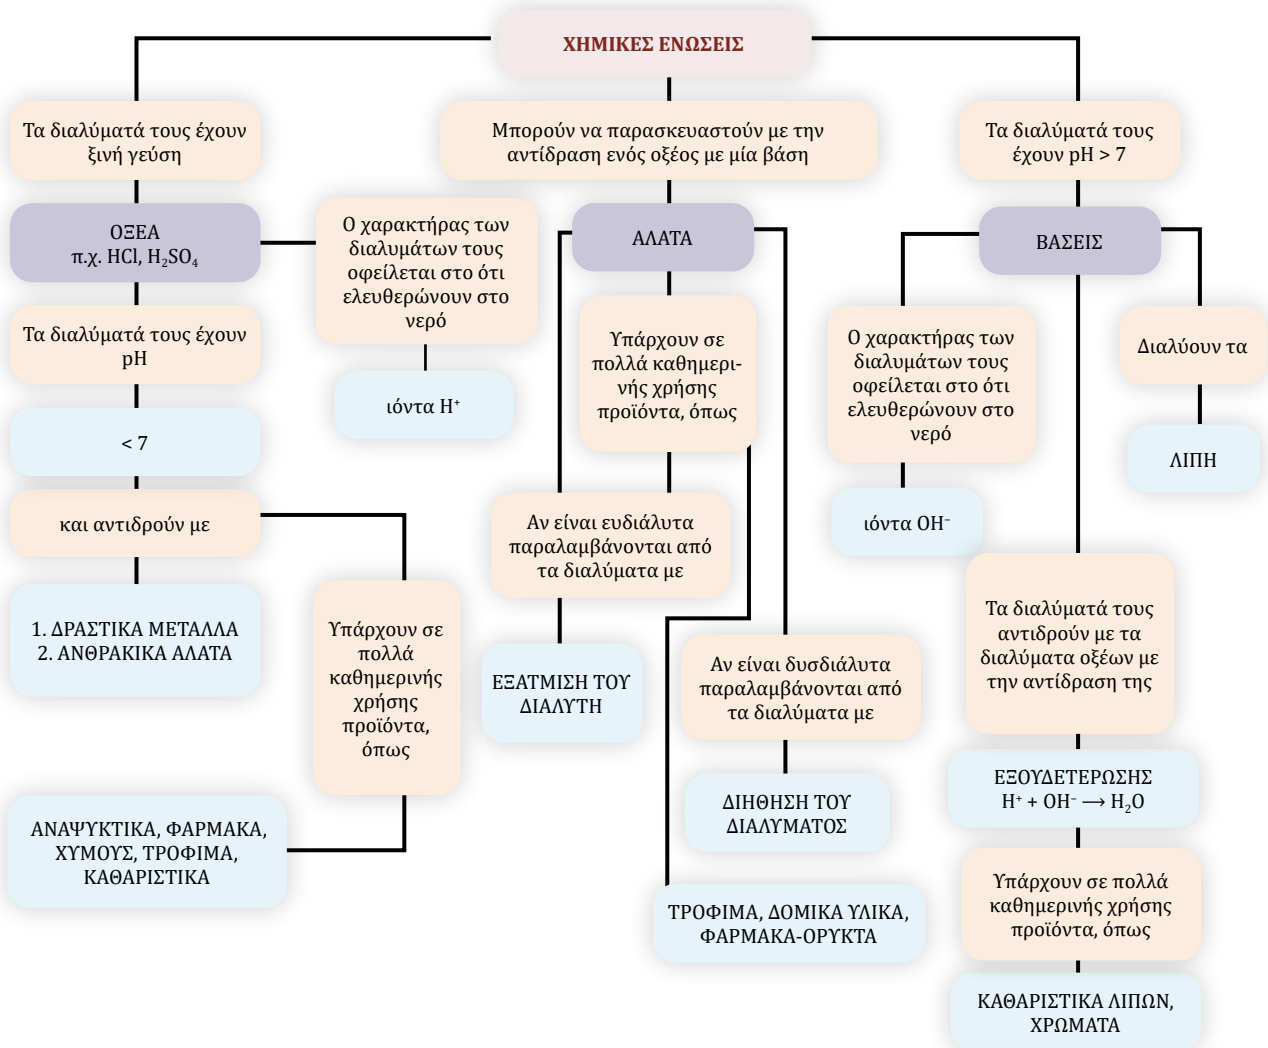 ΧΗΜΙΚΕΣ ΕΝΩΣΕΙΣ
Τα διαλύματά τους έχουν
ξινή γεύση
ΟΞΕΑ
π.χ. HCl, H₂SO₄
Ο χαρακτήρας των
διαλυμάτων τους
οφείλεται στο ότι
ελευθερώνουν στο
νερό
ιόντα H⁺
Τα διαλύματά τους έχουν
pH
< 7
και αντιδρούν με
1. ΔΡΑΣΤΙΚΑ ΜΕΤΑΛΛΑ
2. ΑΝΘΡΑΚΙΚΑ ΑΛΑΤΑ
Υπάρχουν σε
πολλά
καθημερινής
χρήσης
προϊόντα,
όπως
ΑΝΑΨΥΚΤΙΚΑ, ΦΑΡΜΑΚΑ,
ΧΥΜΟΥΣ, ΤΡΟΦΙΜΑ,
ΚΑΘΑΡΙΣΤΙΚΑ
Μπορούν να παρασκευαστούν με την
αντίδραση ενός οξέος με μία βάση
ΑΛΑΤΑ
Υπάρχουν σε
πολλά καθημερι-
νής χρήσης
προϊόντα, όπως
Αν είναι ευδιάλυτα
παραλαμβάνονται από
τα διαλύματα με
ΕΞΑΤΜΙΣΗ ΤΟΥ
ΔΙΑΛΥΤΗ
Αν είναι δυσδιάλυτα
παραλαμβάνονται από
τα διαλύματα με
ΔΙΗΘΗΣΗ ΤΟΥ
ΔΙΑΛΥΜΑΤΟΣ
ΤΡΟΦΙΜΑ, ΔΟΜΙΚΑ ΥΛΙΚΑ,
ΦΑΡΜΑΚΑ-ΟΡΥΚΤΑ
Τα διαλύματά τους
έχουν pH > 7
ΒΑΣΕΙΣ
Ο χαρακτήρας των
διαλυμάτων τους
οφείλεται στο ότι
ελευθερώνουν στο
νερό
ιόντα OH⁻
Διαλύουν τα
ΛΙΠΗ
Τα διαλύματά τους
αντιδρούν με τα
διαλύματα οξέων με
την αντίδραση της
ΕΞΟΥΔΕΤΕΡΩΣΗΣ
H⁺ + OH⁻ ⟶ H₂O
Υπάρχουν σε πολλά
καθημερινής χρήσης
προϊόντα, όπως
ΚΑΘΑΡΙΣΤΙΚΑ ΛΙΠΩΝ,
ΧΡΩΜΑΤΑ